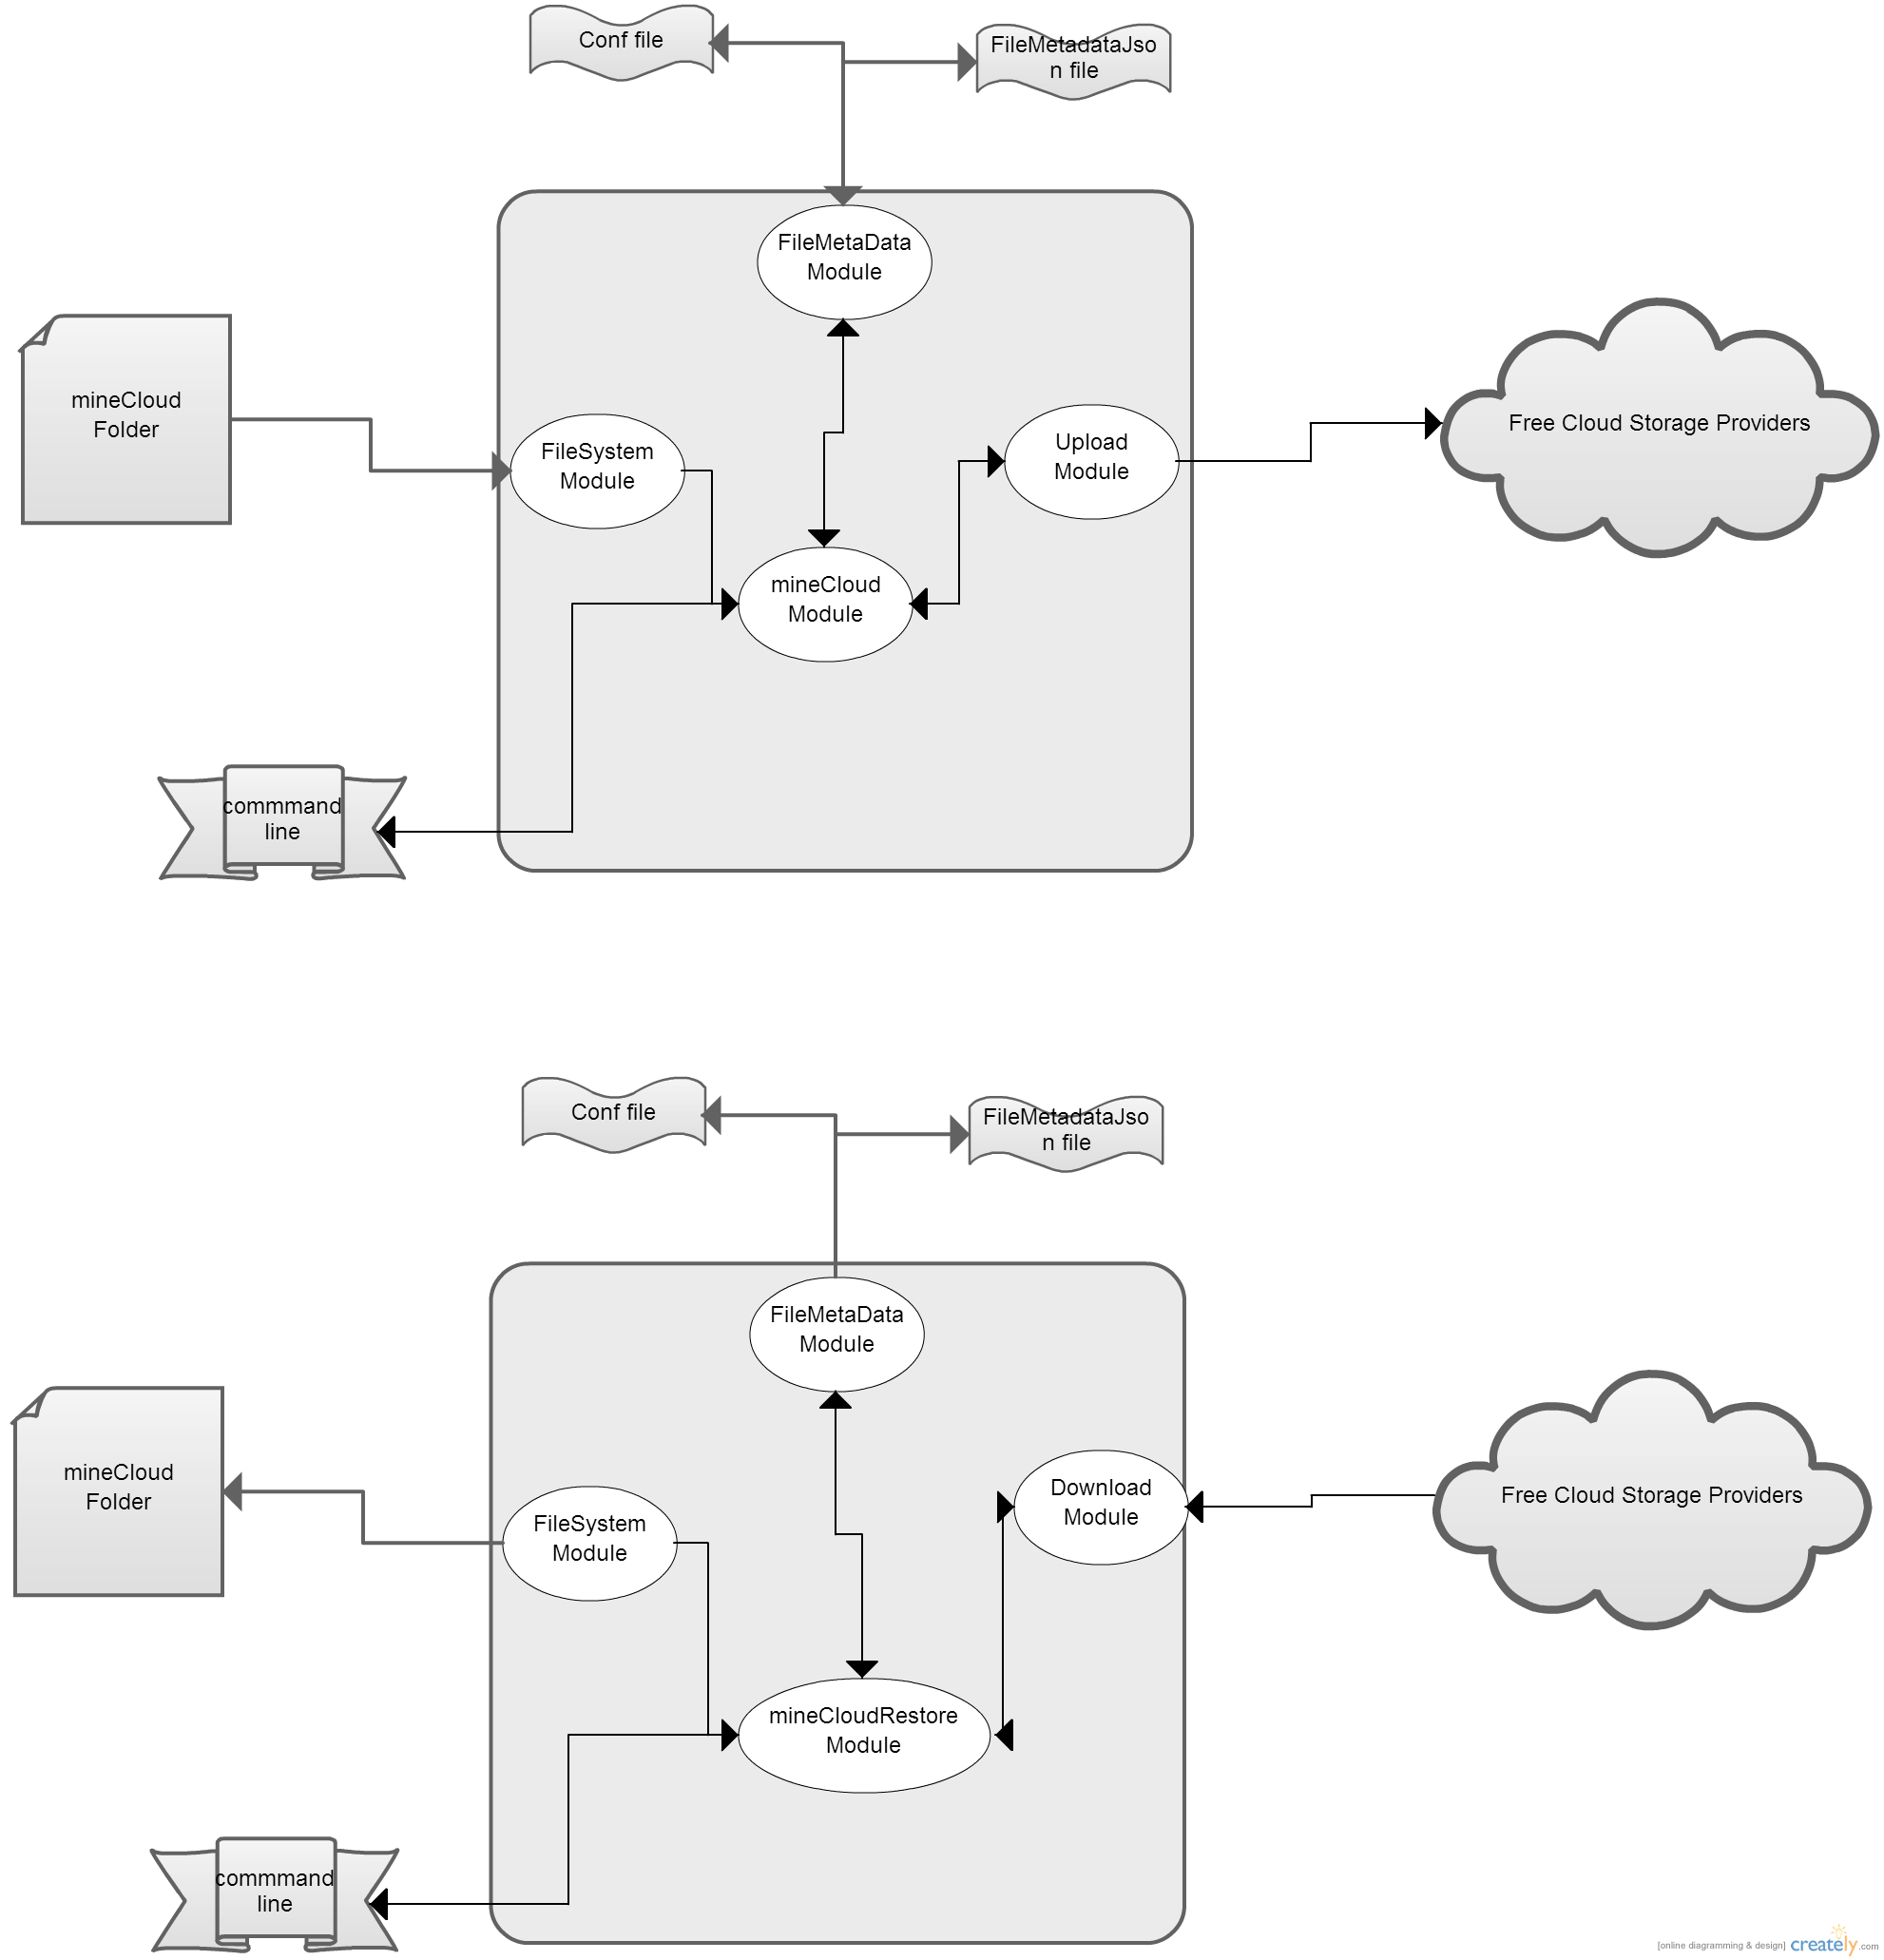 Conf file
FileMetadataJso
n file
FileMetaData
Module
mineCloud
Folder
FileSystem
Module
Upload
Module
Free Cloud Storage Providers
mineCloud
Module
commmand
line
Conf file
FileMetadataJso
n file
FileMetaData
Module
mineCloud
Folder
FileSystem
Module
Download
Module
Free Cloud Storage Providers
mineCloudRestore
Module
commmand
line
[online diagramming & design] creately.com